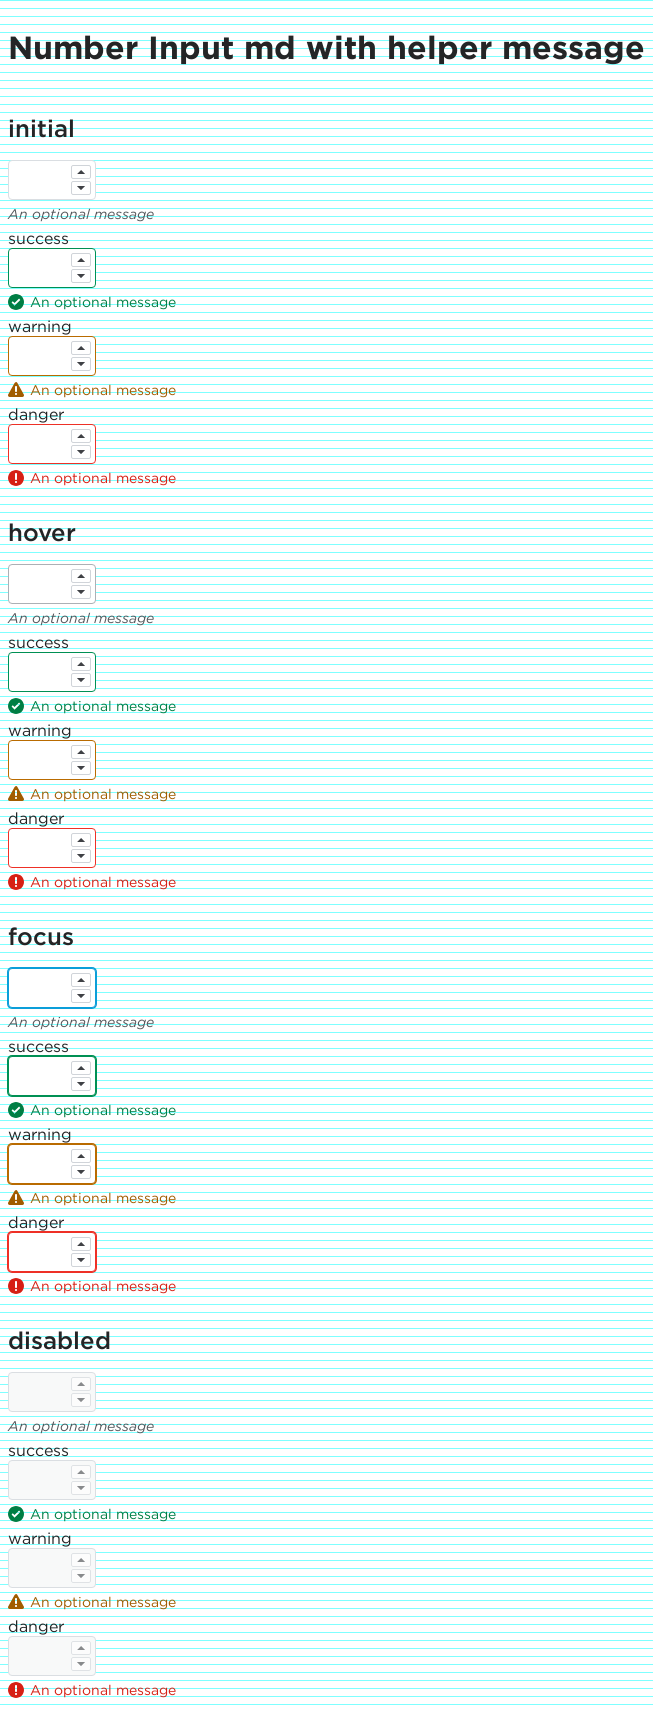 Number Input md with helper message
initial
An optional message
success
An optional message
warning
An optional message
danger
An optional message
hover
An optional message
success
An optional message
warning
An optional message
danger
An optional message
focus
An optional message
success
An optional message
warning
An optional message
danger
An optional message
disabled
An optional message
success
An optional message
warning
An optional message
danger
An optional message